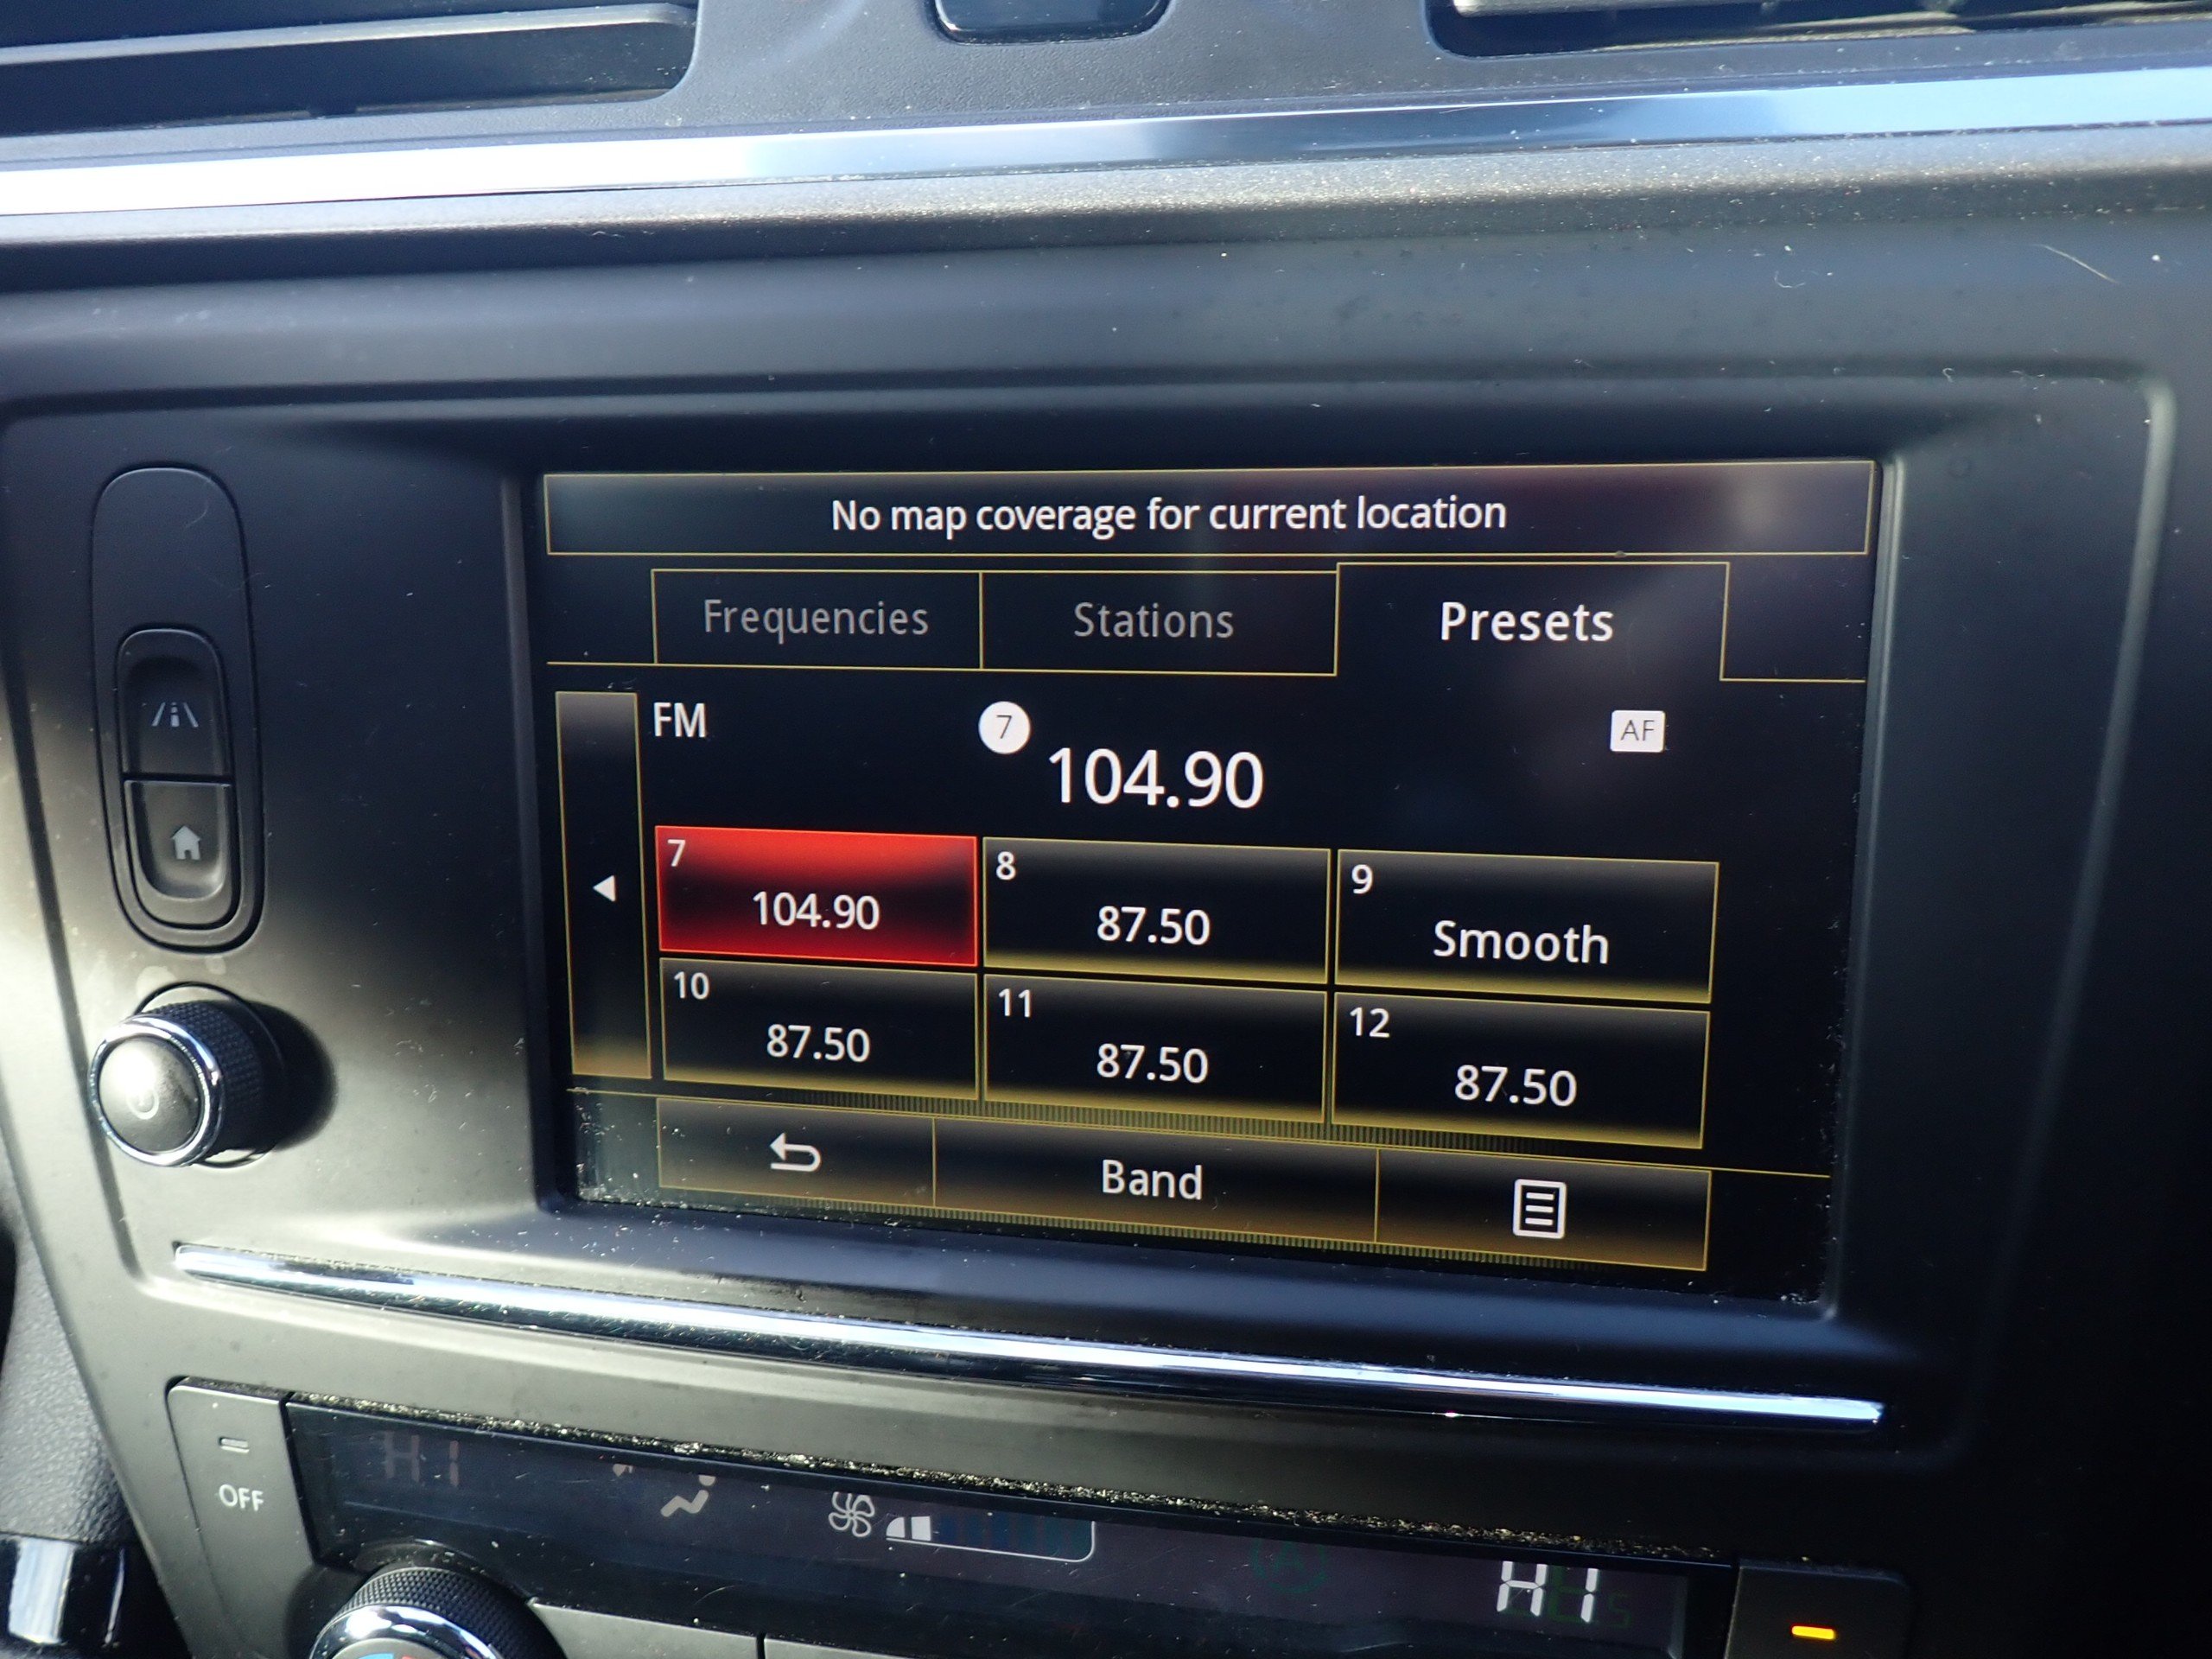 No map coverage for current location
Frequencies Stations Presets
FM 7 104.90 AF
7 104.90
8 87.50
9 Smooth
10 87.50
11 87.50
12 87.50
Band
OFF
HI
HI